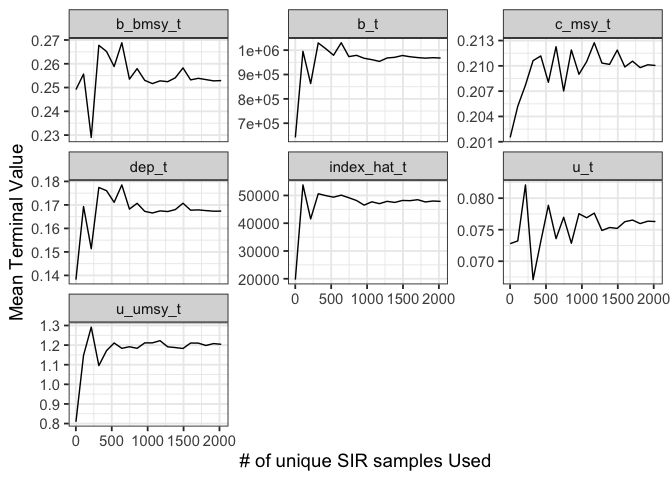 b_bmsy_t
b_t
c_msy_t
0.27
0.26
0.25
0.24
0.23
1e+06
9e+05
8e+05
7e+05
0.213
0.210
0.207
0.204
0.201
dep_t
index_hat_t
u_t
0.18
0.17
0.16
0.15
0.14
50000
40000
30000
20000
0.080
0.075
0.070
0 500 1000 1500 2000
0 500 1000 1500 2000
u_umsy_t
1.3
1.2
1.1
1.0
0.9
0.8
0 500 1000 1500 2000
Mean Terminal Value
# of unique SIR samples Used